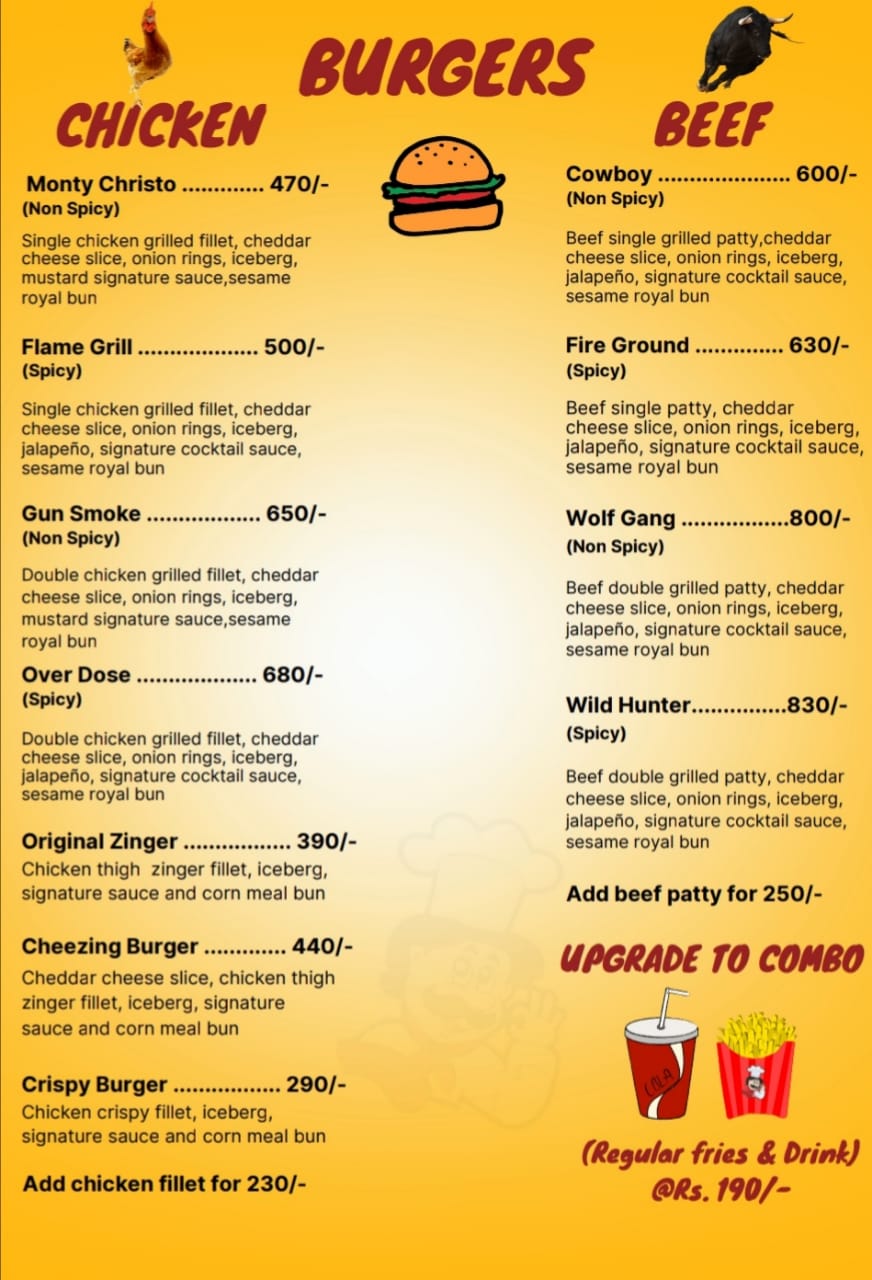 BURGERS
CHICKEN
Monty Christo ............. 470/-
(Non Spicy)
Single chicken grilled fillet, cheddar
cheese slice, onion rings, iceberg,
mustard signature sauce,sesame
royal bun
Flame Grill ................... 500/-
(Spicy)
Single chicken grilled fillet, cheddar
cheese slice, onion rings, iceberg,
jalapeño, signature cocktail sauce,
sesame royal bun
Gun Smoke .................. 650/-
(Non Spicy)
Double chicken grilled fillet, cheddar
cheese slice, onion rings, iceberg,
mustard signature sauce,sesame
royal bun
Over Dose ................... 680/-
(Spicy)
Double chicken grilled fillet, cheddar
cheese slice, onion rings, iceberg,
jalapeño, signature cocktail sauce,
sesame royal bun
Original Zinger ................. 390/-
Chicken thigh  zinger fillet, iceberg,
signature sauce and corn meal bun
Cheezing Burger ............. 440/-
Cheddar cheese slice, chicken thigh
zinger fillet, iceberg, signature
sauce and corn meal bun
Crispy Burger ................. 290/-
Chicken crispy fillet, iceberg,
signature sauce and corn meal bun
Add chicken fillet for 230/-
BEEF
Cowboy ..................... 600/-
(Non Spicy)
Beef single grilled patty,cheddar
cheese slice, onion rings, iceberg,
jalapeño, signature cocktail sauce,
sesame royal bun
Fire Ground .............. 630/-
(Spicy)
Beef single patty, cheddar
cheese slice, onion rings, iceberg,
jalapeño, signature cocktail sauce,
sesame royal bun
Wolf Gang .................800/-
(Non Spicy)
Beef double grilled patty, cheddar
cheese slice, onion rings, iceberg,
jalapeño, signature cocktail sauce,
sesame royal bun
Wild Hunter...............830/-
(Spicy)
Beef double grilled patty, cheddar
cheese slice, onion rings, iceberg,
jalapeño, signature cocktail sauce,
sesame royal bun
Add beef patty for 250/-
UPGRADE TO COMBO
COLA
(Regular fries & Drink)
@Rs. 190/-